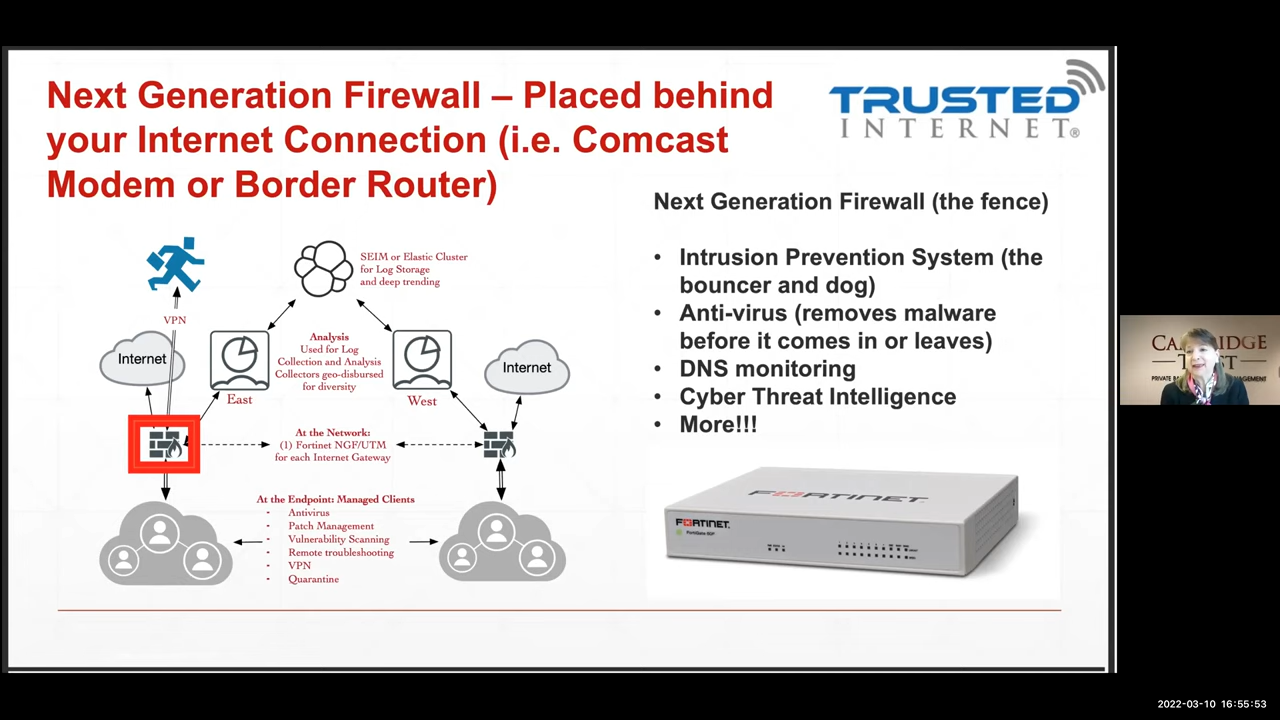 Next Generation Firewall – Placed behind
your Internet Connection (i.e. Comcast
Modem or Border Router)
TRUSTED
INTERNET®
Next Generation Firewall (the fence)
• Intrusion Prevention System (the
bouncer and dog)
• Anti-virus (removes malware
before it comes in or leaves)
• DNS monitoring
• Cyber Threat Intelligence
• More!!!
SEIM or Elastic Cluster
for Log Storage
and deep trending
VPN
Internet
Analysis
Used for Log
Collection and Analysis
Collectors geo-disbursed
for diversity
Internet
East
West
At the Network:
(1) Fortinet NGF/UTM
for each Internet Gateway
At the Endpoint: Managed Clients
- Antivirus
- Patch Management
- Vulnerability Scanning
- Remote troubleshooting
- VPN
- Quarantine
FORTINET
FORTINET
2022-03-10 16:55:53